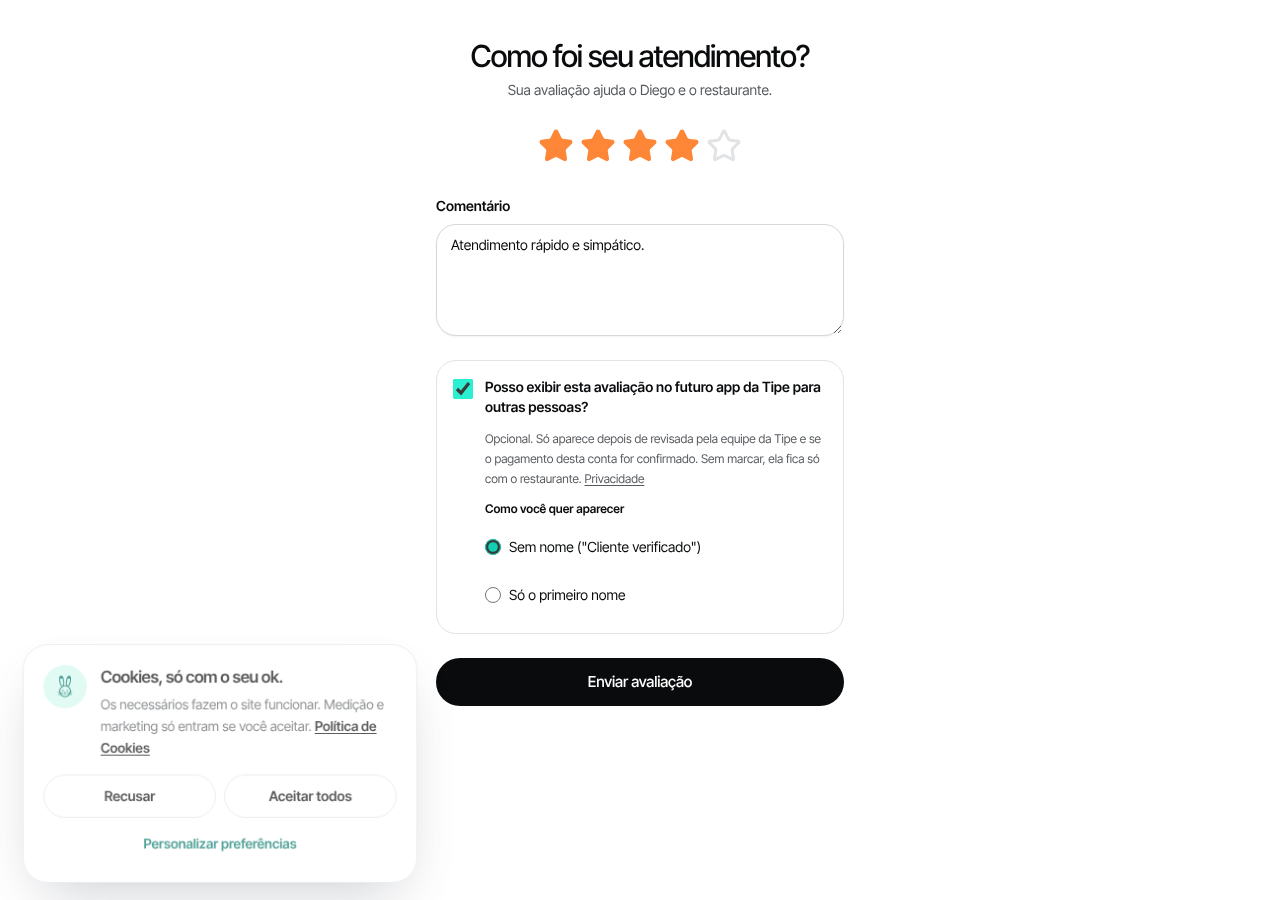 Como foi seu atendimento?
Sua avaliação ajuda o Diego e o restaurante.
Comentário
Atendimento rápido e simpático.
Posso exibir esta avaliação no futuro app da Tipe para
outras pessoas?
Opcional. Só aparece depois de revisada pela equipe da Tipe e se
o pagamento desta conta for confirmado. Sem marcar, ela fica só
com o restaurante. Privacidade
Como você quer aparecer
Sem nome ("Cliente verificado")
Só o primeiro nome
Enviar avaliação
Cookies, só com o seu ok.
Os necessários fazem o site funcionar. Medição e
marketing só entram se você aceitar. Política de
Cookies
Recusar
Aceitar todos
Personalizar preferências